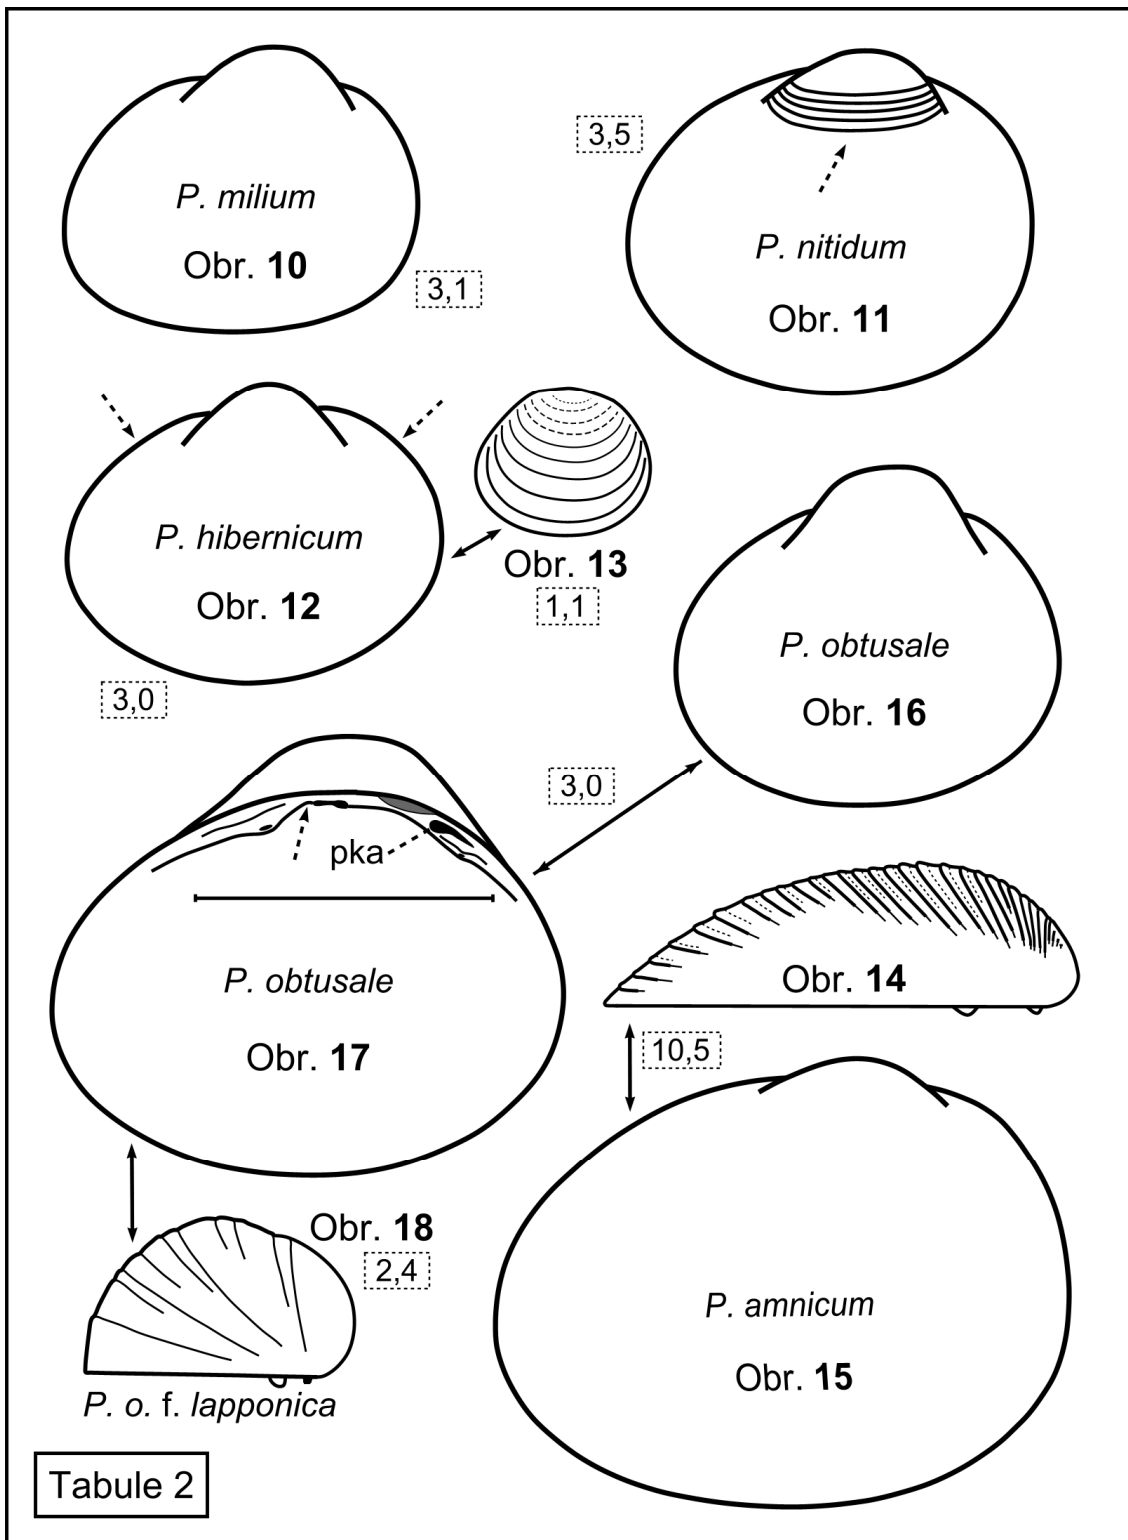 P. milium
Obr. 10
3,1
3,5
P. nitidum
Obr. 11
P. hibernicum
Obr. 12
3,0
Obr. 13
1,1
P. obtusale
Obr. 16
3,0
pka
P. obtusale
Obr. 17
Obr. 14
10,5
Obr. 18
2,4
P. o. f. lapponica
P. amnicum
Obr. 15
Tabule 2